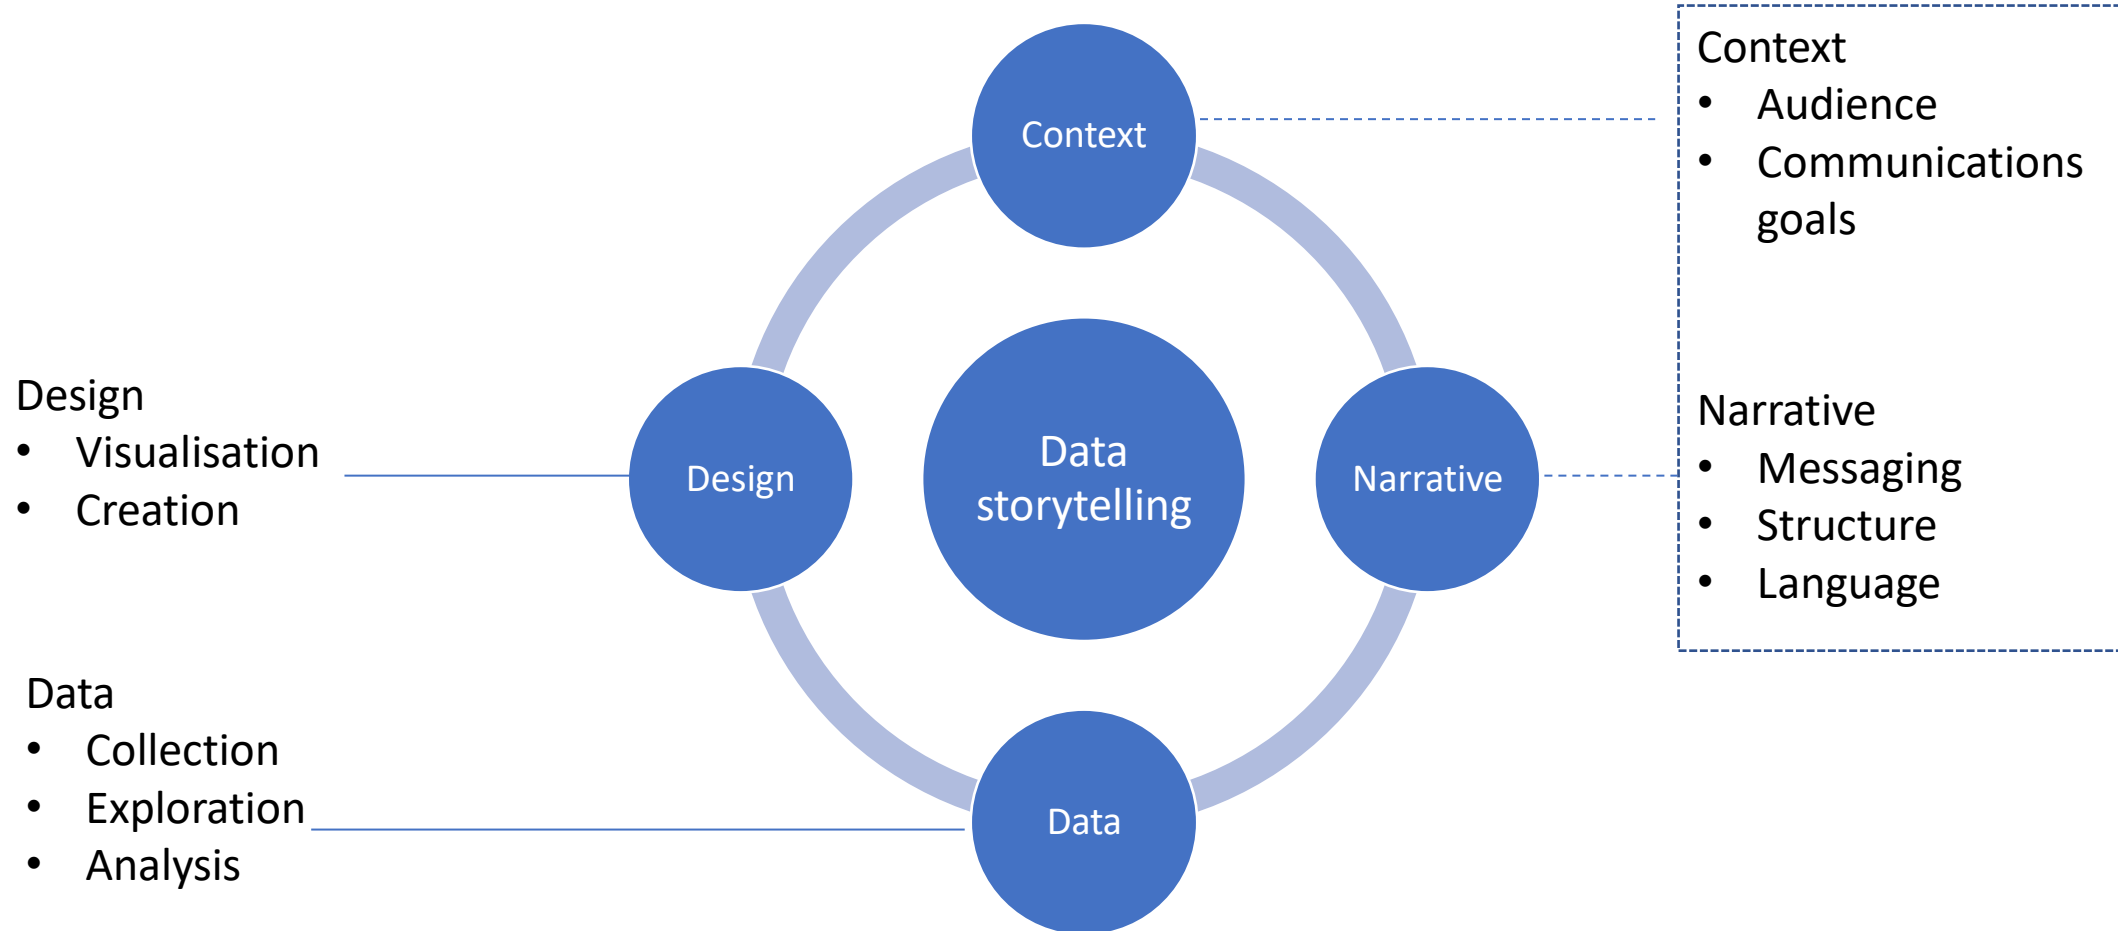 Context
Context
• Audience
• Communications
goals
Design
• Visualisation
• Creation
Design
Data
storytelling
Narrative
Narrative
• Messaging
• Structure
• Language
Data
• Collection
• Exploration
• Analysis
Data